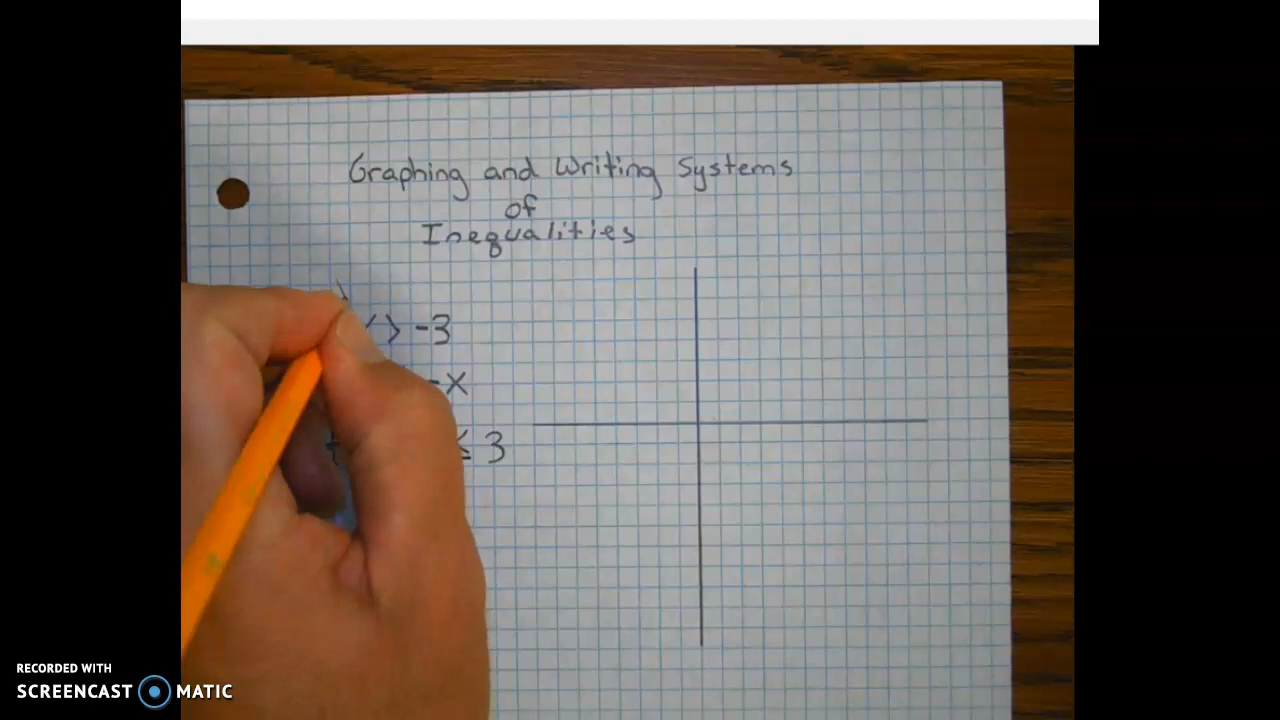 Graphing and Writing Systems
of
Inequalities
> -3
-x
≤ 3
RECORDED WITH
SCREENCAST MATIC